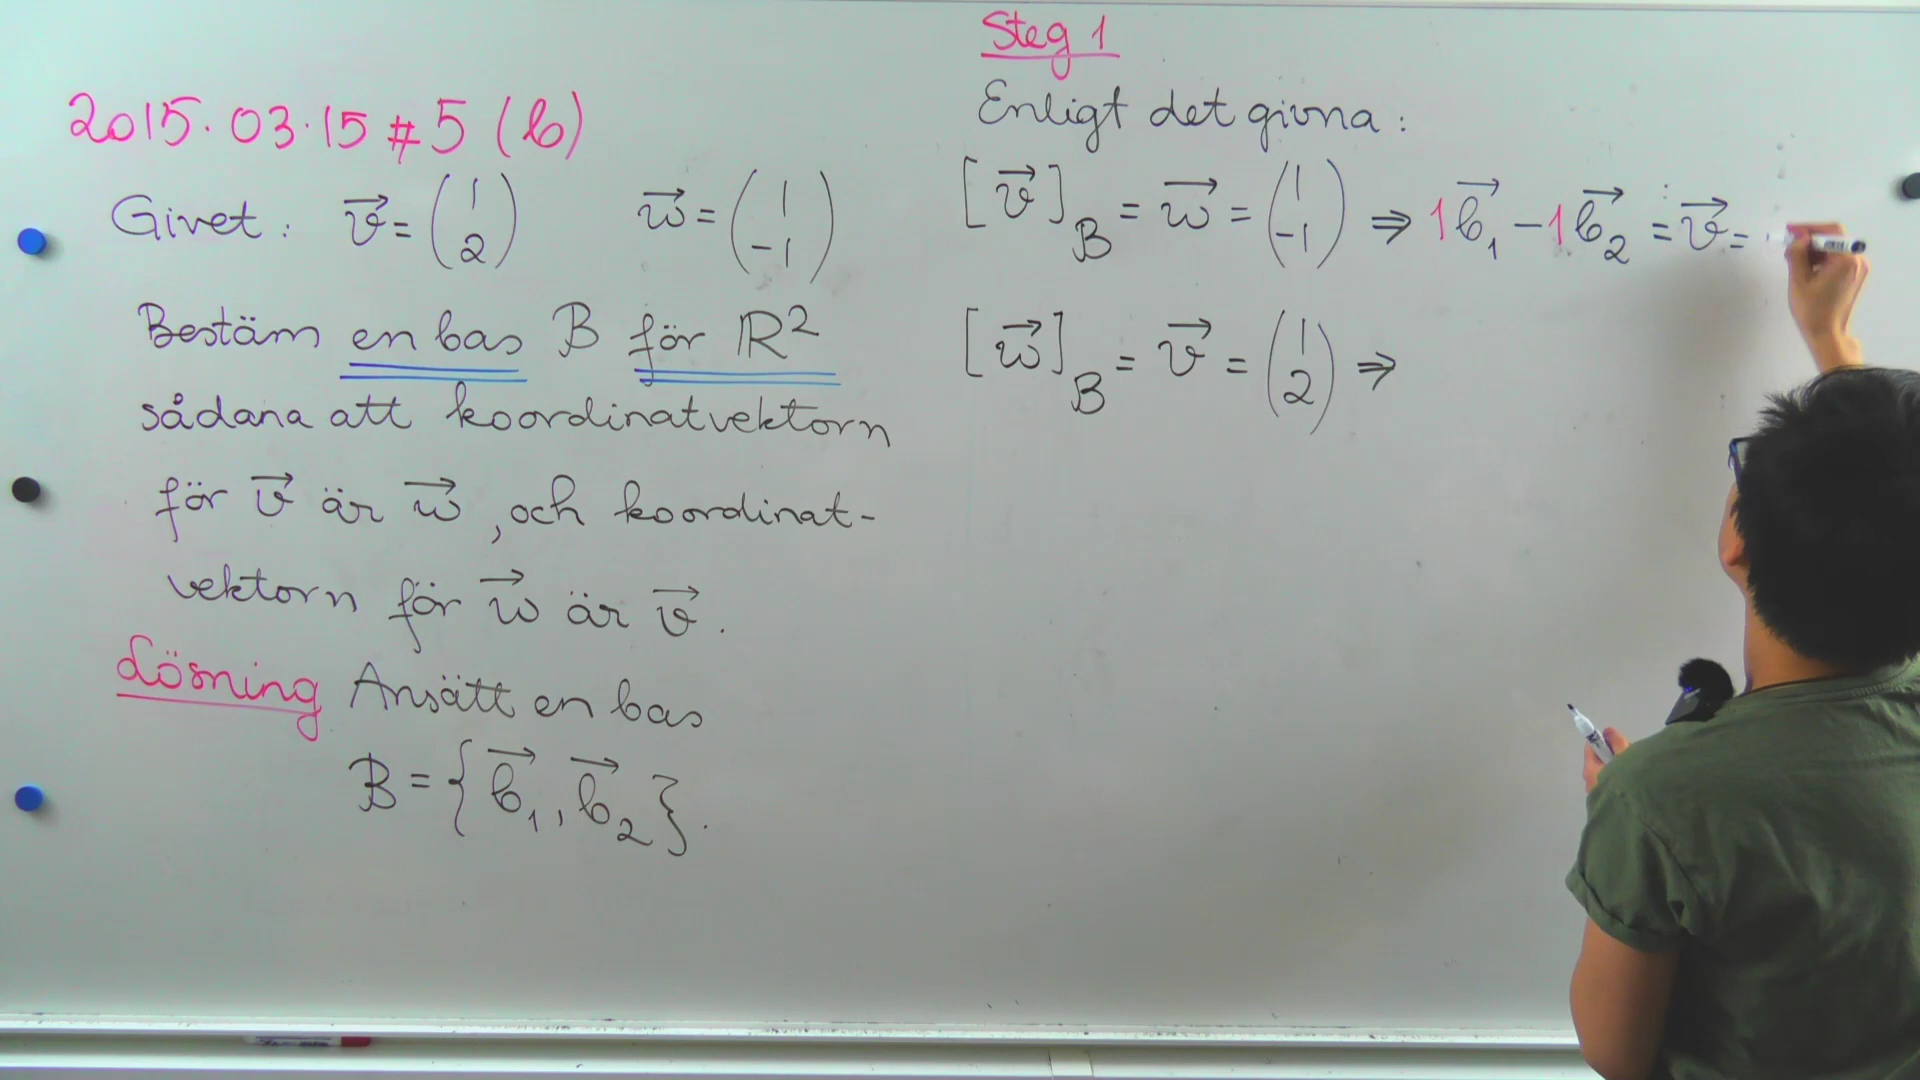 2015.03.15 #5 (b)
Givet: v⃗ = (1 2) w⃗ = (1 -1)
Bestäm en bas B för ℝ²
sådana att koordinatvektorn
för v⃗ är w⃗, och koordinat-
vektorn för w⃗ är v⃗.
Lösning Ansätt en bas
B = {b⃗₁, b⃗₂}.
Steg 1
Enligt det givna:
[v⃗]_B = w⃗ = (1 -1) ⇒ 1b⃗₁ - 1b⃗₂ = v⃗ =
[w⃗]_B = v⃗ = (1 2) ⇒